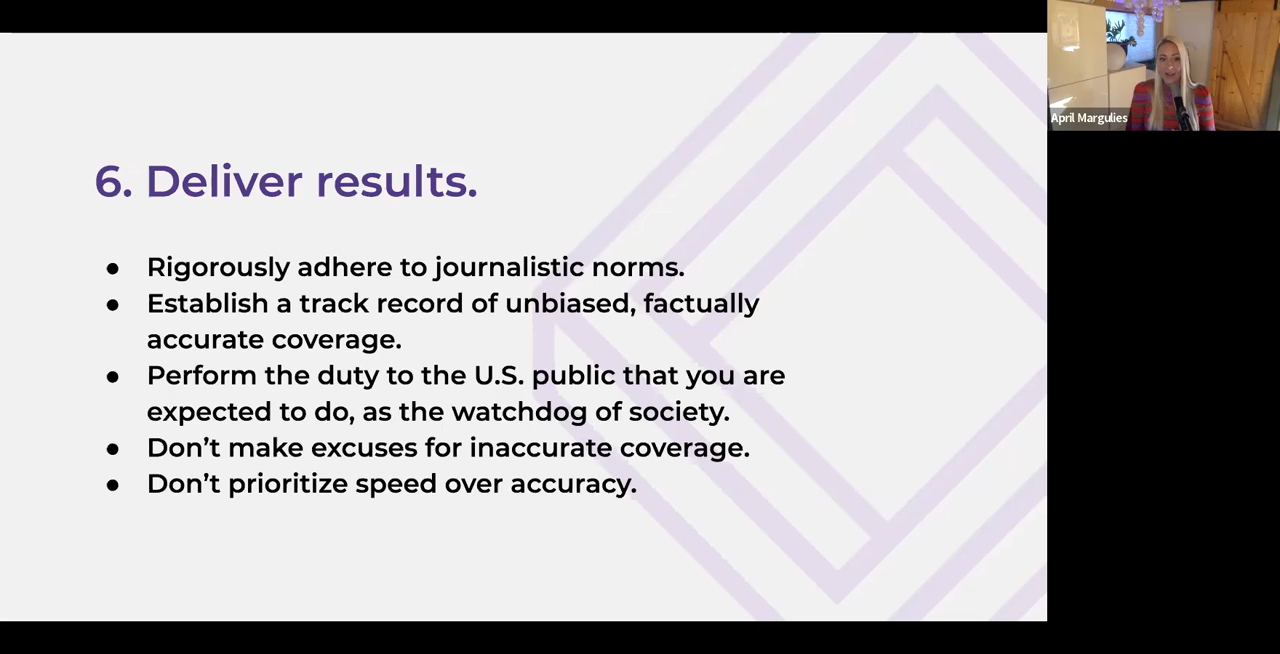 6. Deliver results.
● Rigorously adhere to journalistic norms.
● Establish a track record of unbiased, factually
accurate coverage.
● Perform the duty to the U.S. public that you are
expected to do, as the watchdog of society.
● Don’t make excuses for inaccurate coverage.
● Don’t prioritize speed over accuracy.
April Margulies